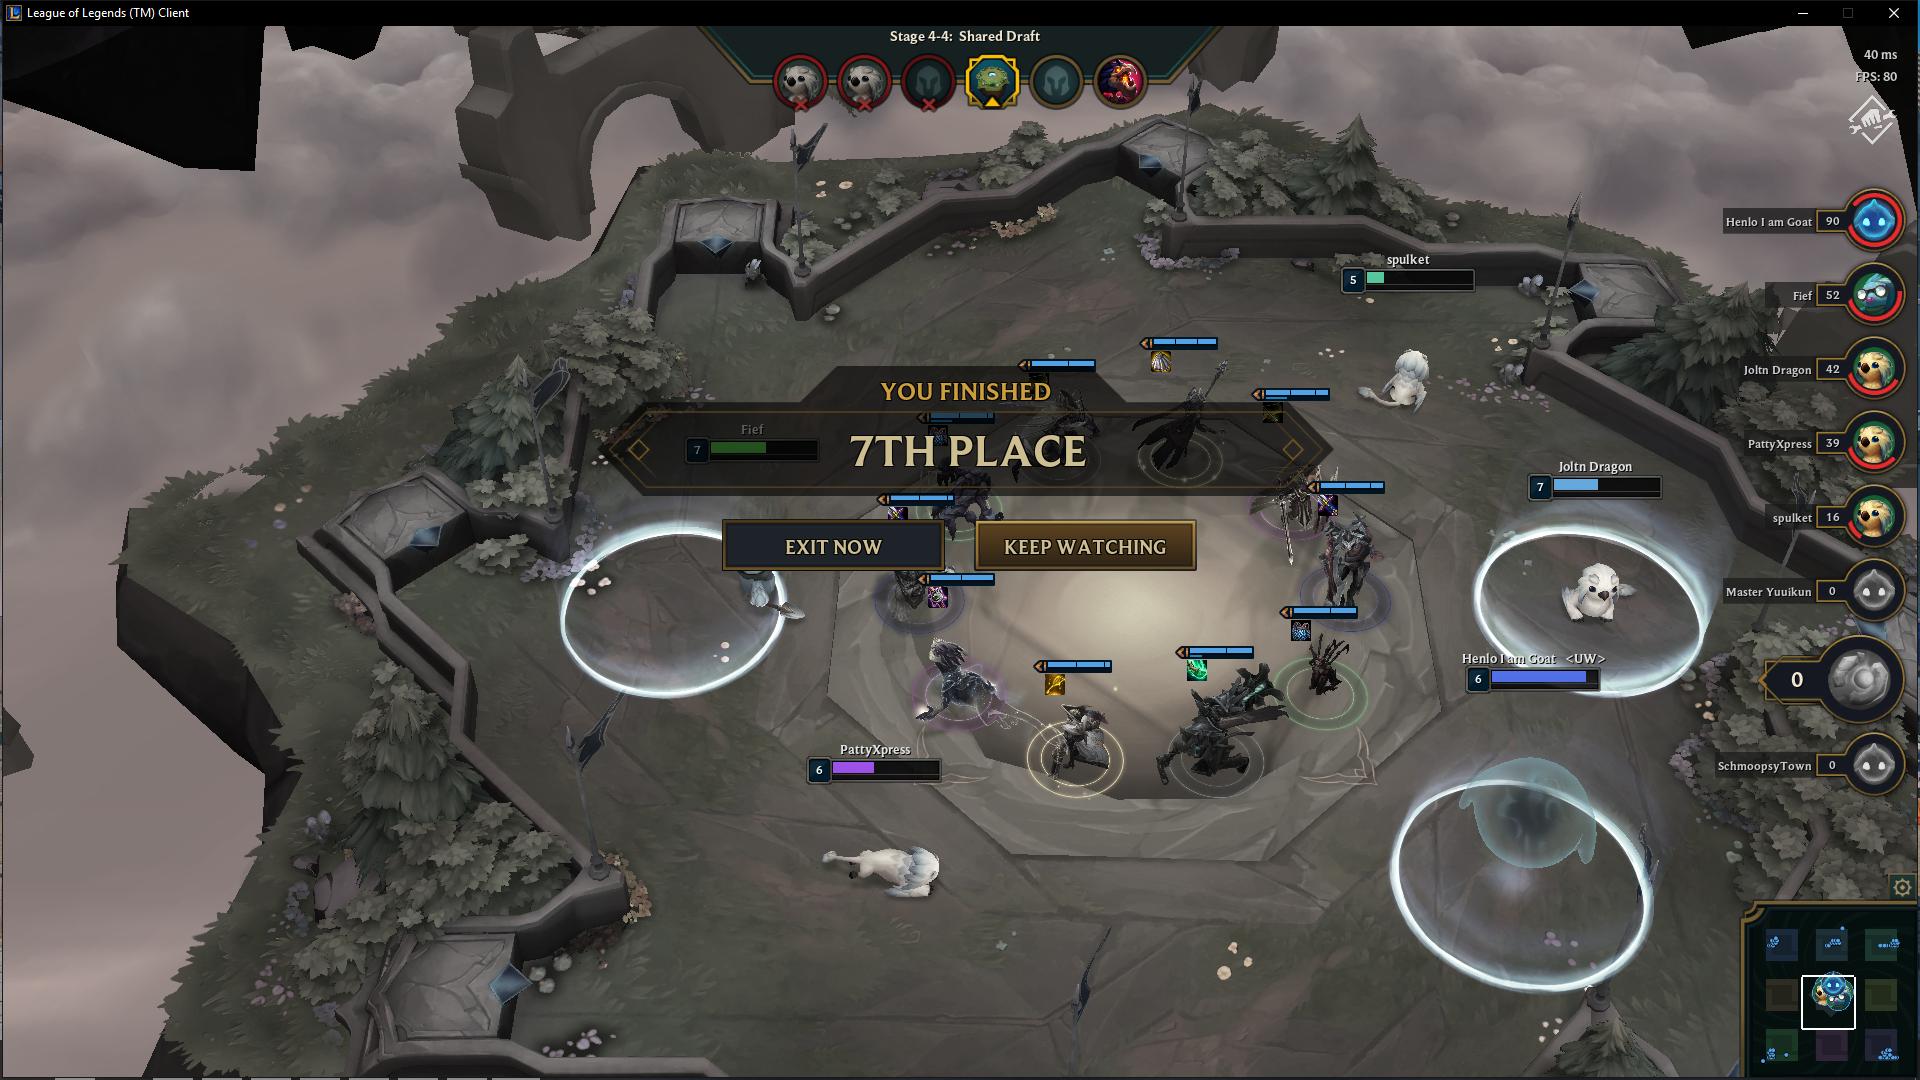 League of Legends (TM) Client
Stage 4-4: Shared Draft
40 ms
FPS: 80
Henlo I am Goat 90
spulket
5
Fief 52
Joltn Dragon 42
YOU FINISHED
7TH PLACE
Fief
7
PattyXpress 39
Joltn Dragon
7
spulket 16
EXIT NOW
KEEP WATCHING
Master Yuuikun 0
Henlo I am Goat <UW>
6
0
PattyXpress
6
SchmoopsyTown 0